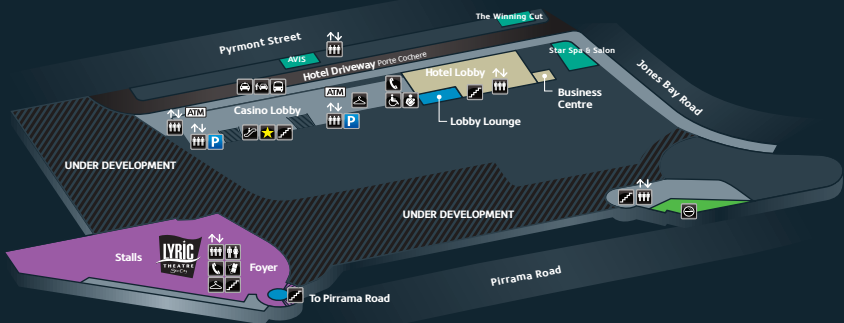 The Winning Cut
Pyrmont Street
Star Spa & Salon
AVIS
Hotel Driveway Porte Cochere
Hotel Lobby
Jones Bay Road
ATM
Business
Centre
ATM
Casino Lobby
P
Lobby Lounge
P
UNDER DEVELOPMENT
UNDER DEVELOPMENT
Stalls
LYRIC
THEATRE
Foyer
Pirrama Road
To Pirrama Road